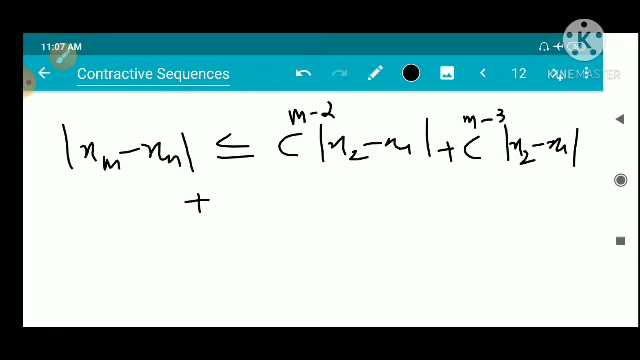 11:07 AM
KINEMASTER
Contractive Sequences
12
|x_m - x_n| ≤ C^{m-2} |x_2 - x_1| + C^{m-3} |x_2 - x_1|
+